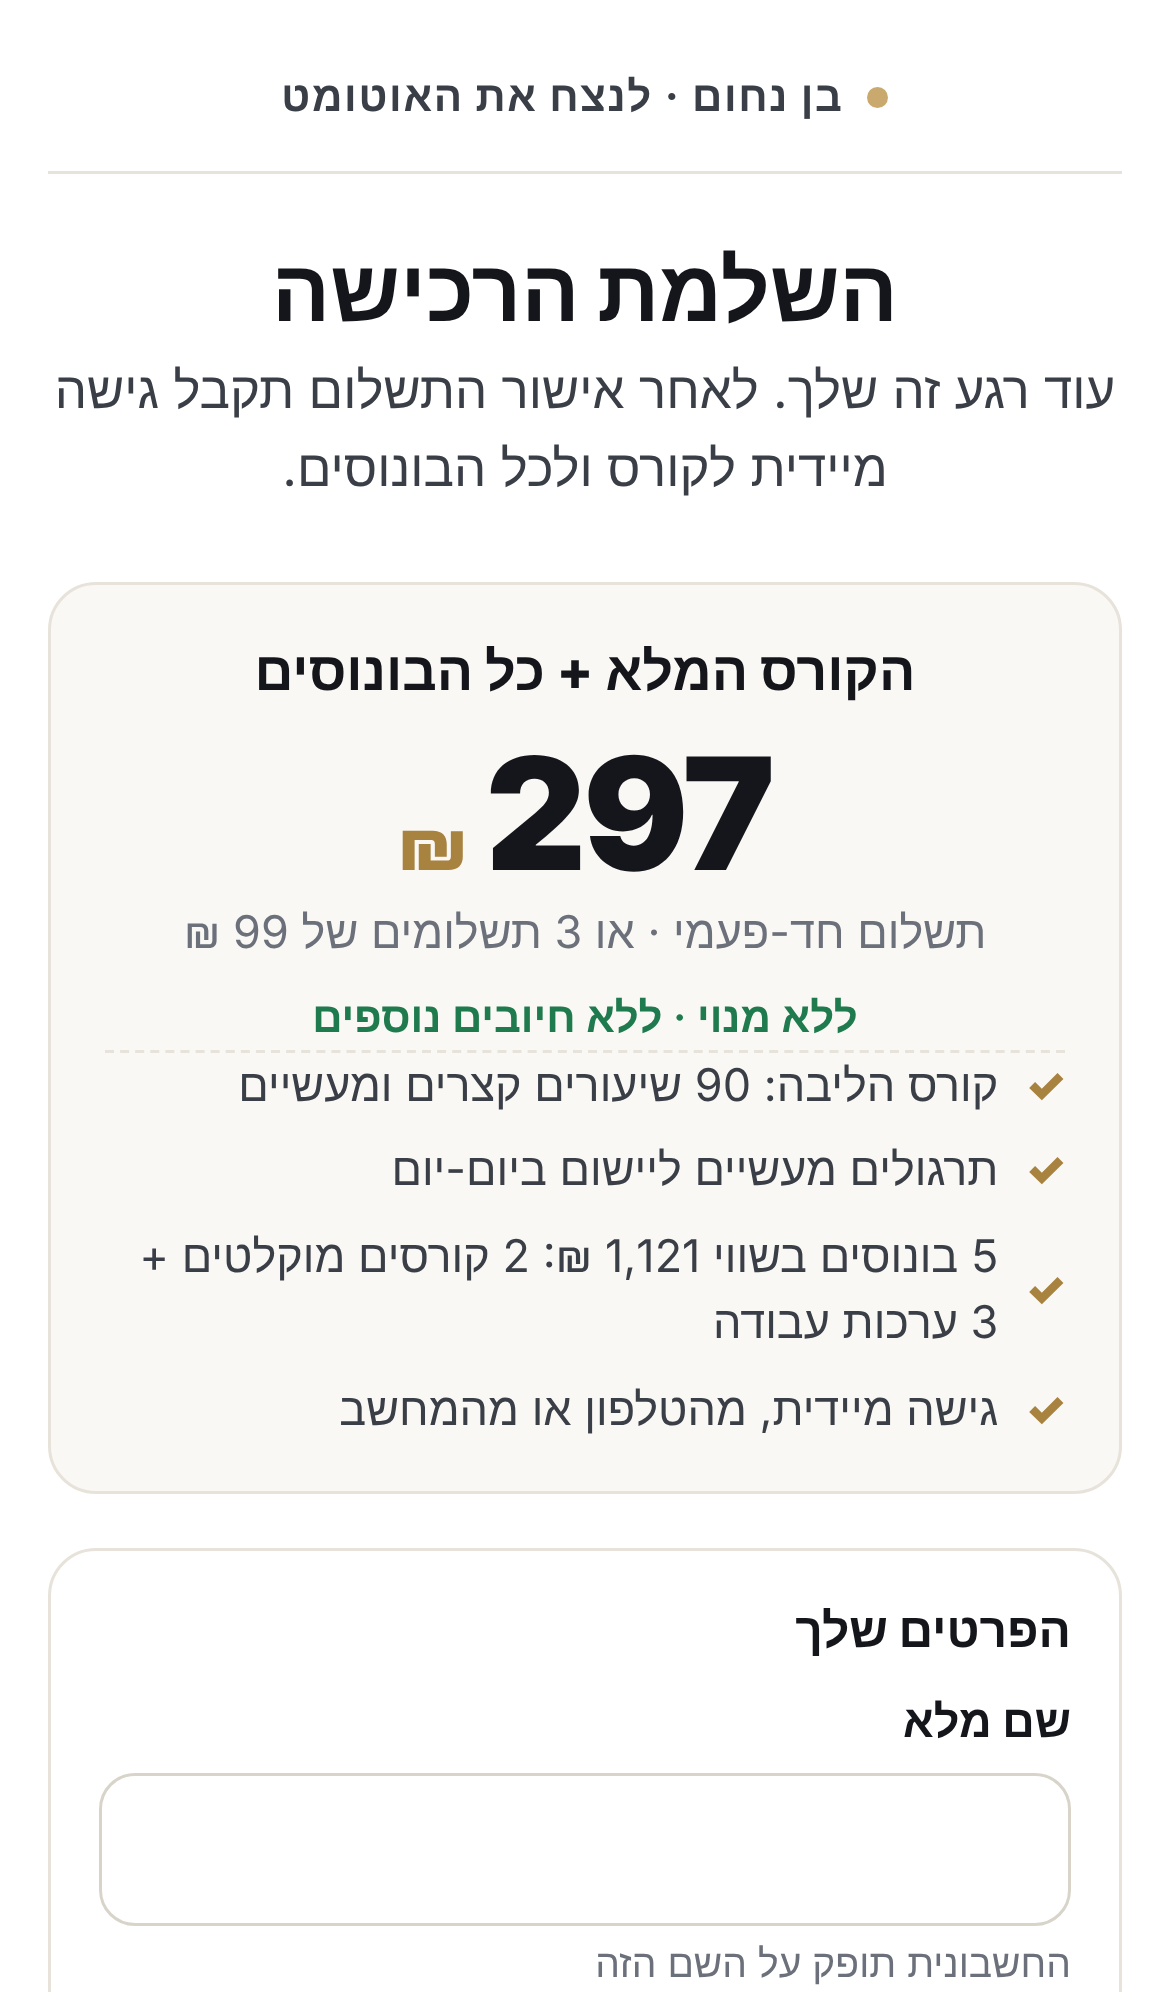 בן נחום · לנצח את האוטומט
השלמת הרכישה
עוד רגע זה שלך. לאחר אישור התשלום תקבל גישה
מיידית לקורס ולכל הבונוסים.
הקורס המלא + כל הבונוסים
297 ₪
תשלום חד-פעמי · או 3 תשלומים של 99 ₪
ללא מנוי · ללא חיובים נוספים
קורס הליבה: 90 שיעורים קצרים ומעשיים
תרגולים מעשיים ליישום ביום-יום
5 בונוסים בשווי 1,121 ₪: 2 קורסים מוקלטים +
3 ערכות עבודה
גישה מיידית, מהטלפון או מהמחשב
הפרטים שלך
שם מלא
החשבונית תופק על השם הזה